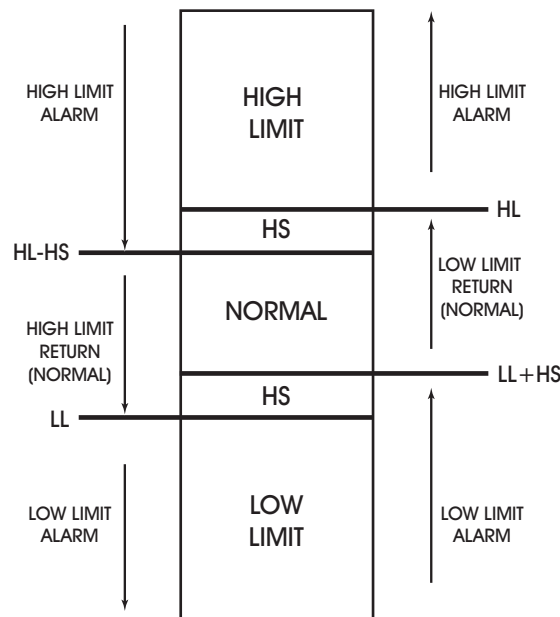 HIGH LIMIT
ALARM
HIGH
LIMIT
HIGH LIMIT
ALARM
HL
HS
HL-HS
LOW LIMIT
RETURN
(NORMAL)
NORMAL
HIGH LIMIT
RETURN
(NORMAL)
LL+HS
HS
LL
LOW LIMIT
ALARM
LOW
LIMIT
LOW LIMIT
ALARM